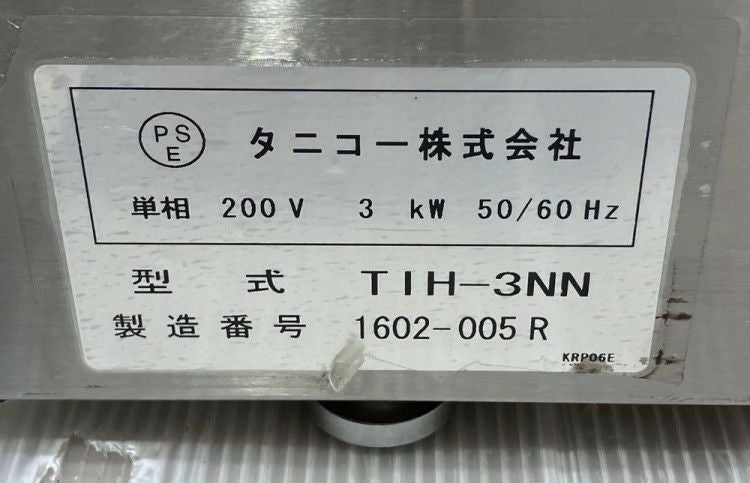 PS
E
タニコー株式会社
単相 200V 3 kW 50/60Hz
型式 TIH-3NN
製造番号 1602-005R
KRP06E